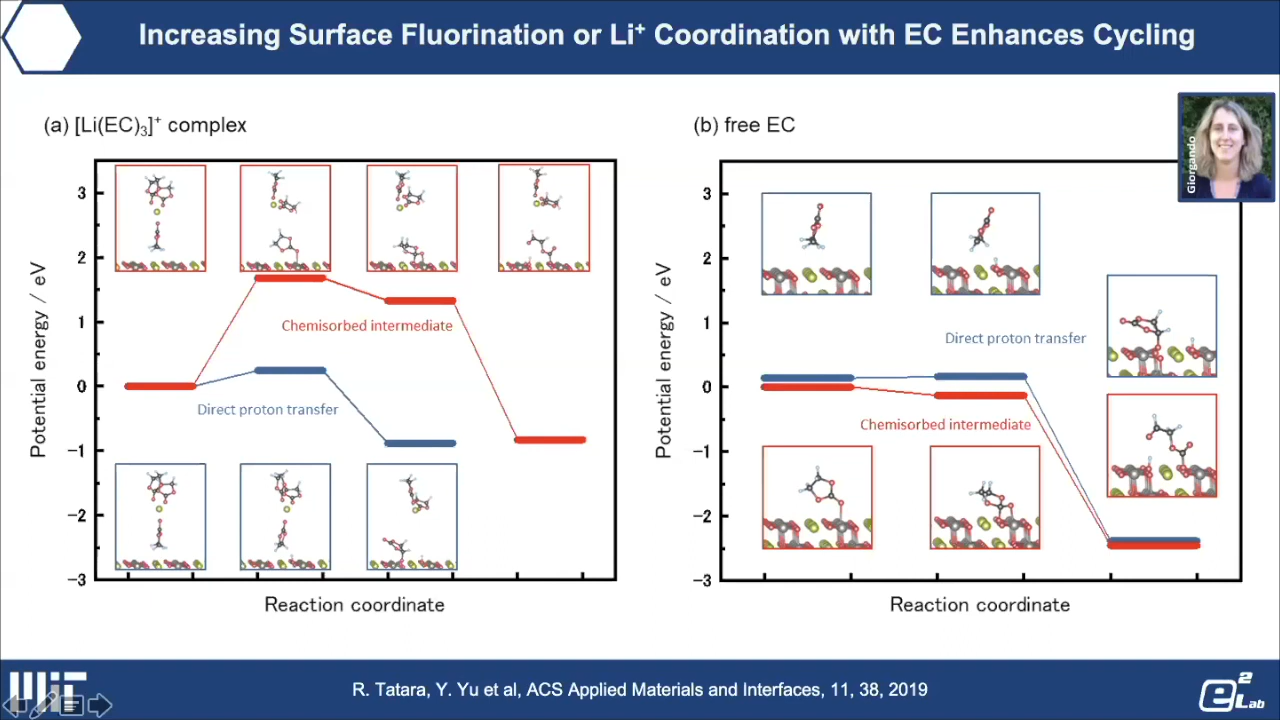 Increasing Surface Fluorination or Li⁺ Coordination with EC Enhances Cycling
(a) [Li(EC)₃]⁺ complex
Potential energy / eV
3
2
1
0
−1
−2
−3
Chemisorbed intermediate
Direct proton transfer
Reaction coordinate
(b) free EC
Giorgando
Potential energy / eV
3
2
1
0
−1
−2
−3
Direct proton transfer
Chemisorbed intermediate
Reaction coordinate
MIT
R. Tatara, Y. Yu et al, ACS Applied Materials and Interfaces, 11, 38, 2019
e² Lab